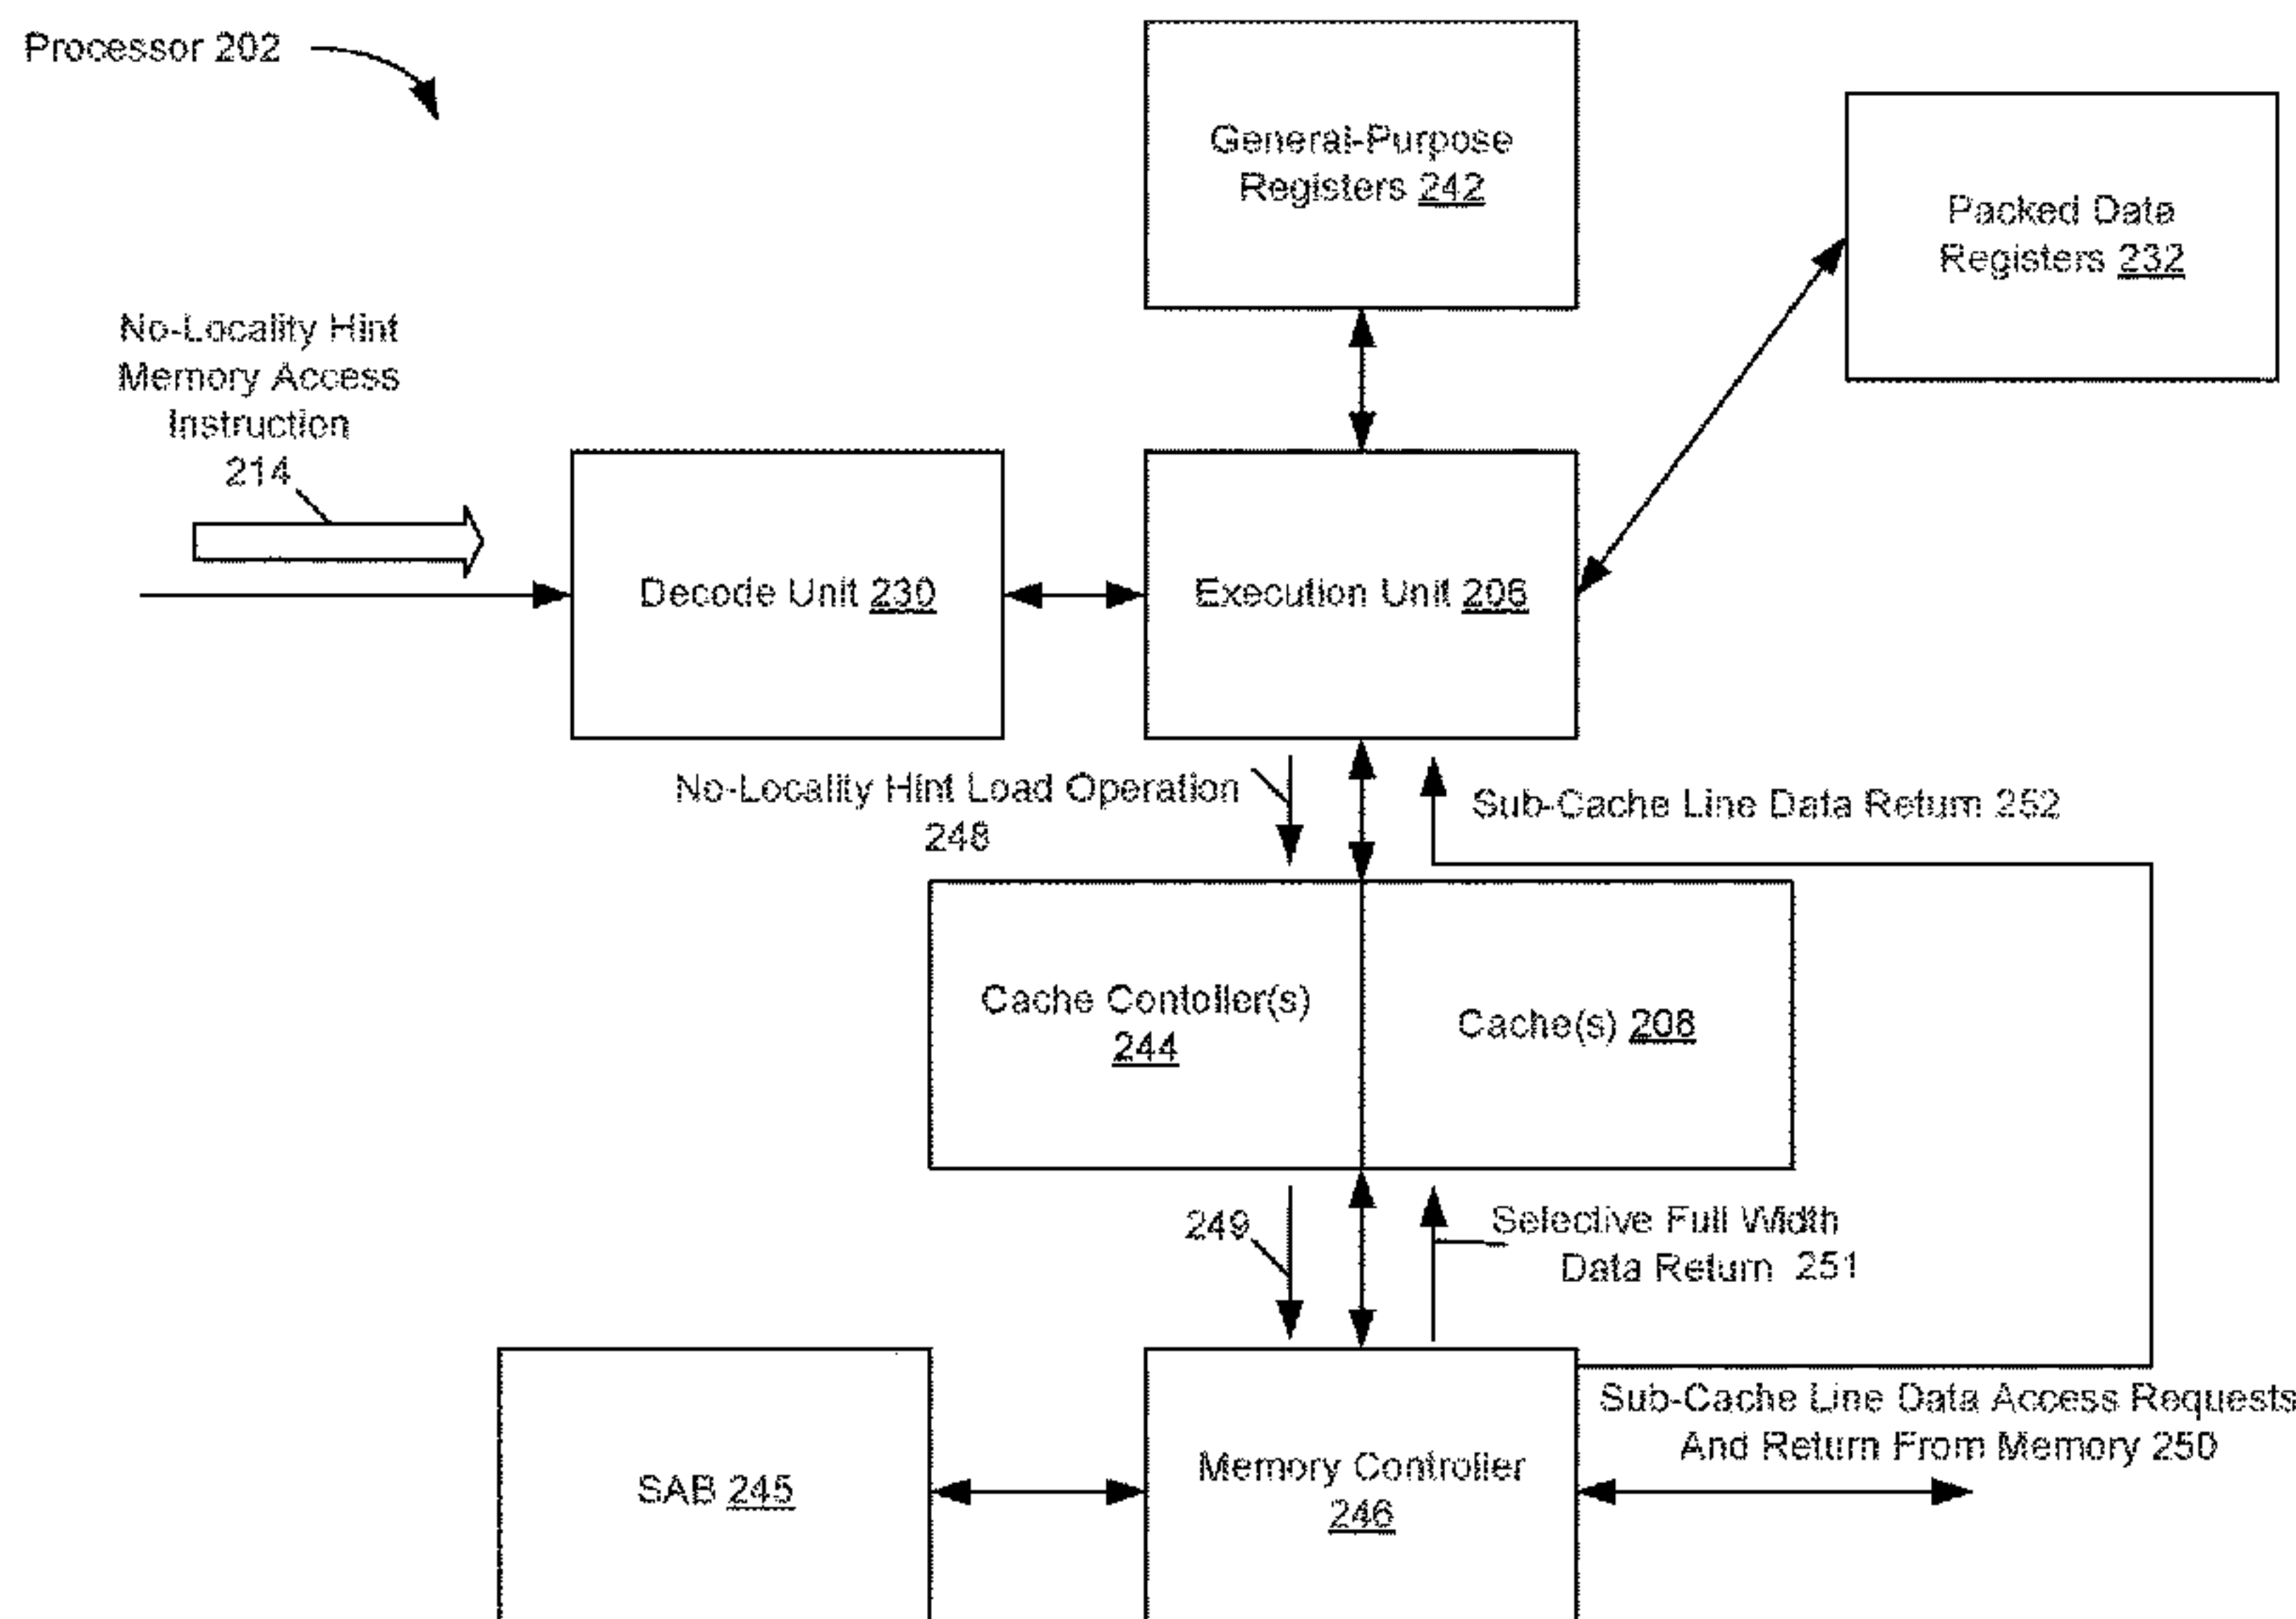 Processor 202
General-Purpose
Registers 242
Packed Data
Registers 232
No-Locality Hint
Memory Access
Instruction
214
Decode Unit 230
Execution Unit 206
No-Locality Hint Load Operation
248
Sub-Cache Line Data Return 252
Cache Contoller(s)
244
Cache(s) 208
249
Selective Full Width
Data Return 251
Sub-Cache Line Data Access Requests
And Return From Memory 250
SAB 245
Memory Controller
246